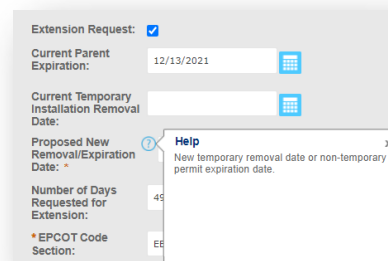 Extension Request:
Current Parent
Expiration:
12/13/2021
Current Temporary
Installation Removal
Date:
Proposed New
Removal/Expiration
Date: *
? Help
New temporary removal date or non-temporary
permit expiration date.
Number of Days
Requested for
Extension:
49
* EPCOT Code
Section: